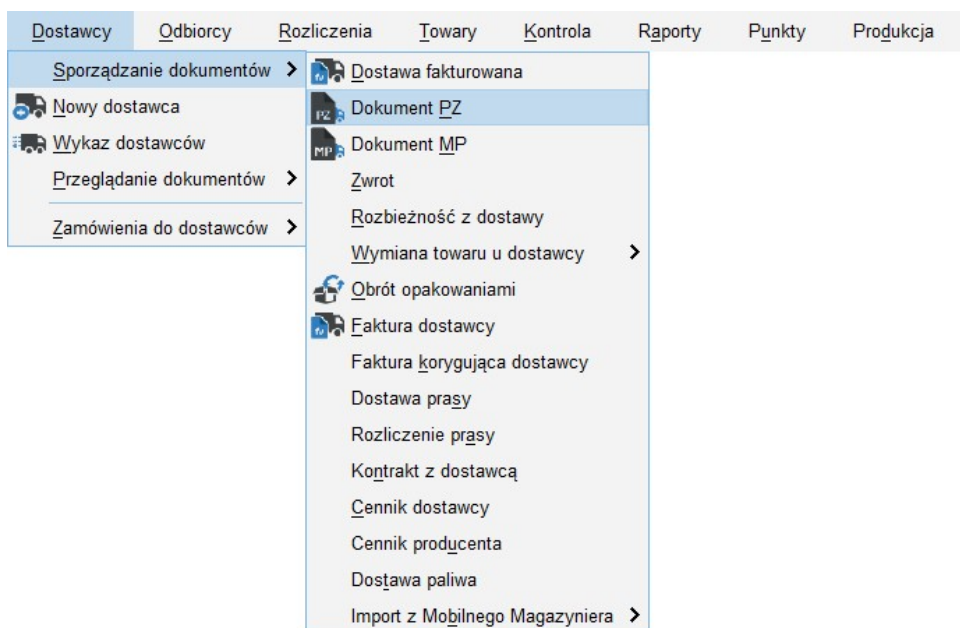 Dostawcy Odbiorcy Rozliczenia Towary Kontrola Raporty Punkty Produkcja
Sporządzanie dokumentów
Nowy dostawca
Wykaz dostawców
Przeglądanie dokumentów
Zamówienia do dostawców
Dostawa fakturowana
PZ Dokument PZ
MP Dokument MP
Zwrot
Rozbieżność z dostawy
Wymiana towaru u dostawcy
Obrót opakowaniami
Faktura dostawcy
Faktura korygująca dostawcy
Dostawa prasy
Rozliczenie prasy
Kontrakt z dostawcą
Cennik dostawcy
Cennik producenta
Dostawa paliwa
Import z Mobilnego Magazyniera